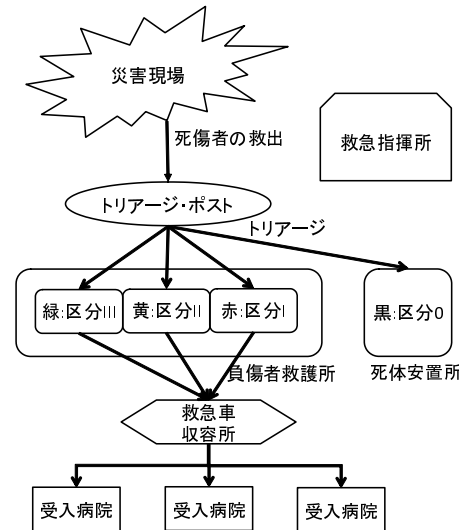 災害現場
死傷者の救出
救急指揮所
トリアージ・ポスト
トリアージ
緑:区分III
黄:区分II
赤:区分I
黒:区分0
負傷者救護所
死体安置所
救急車
収容所
受入病院
受入病院
受入病院